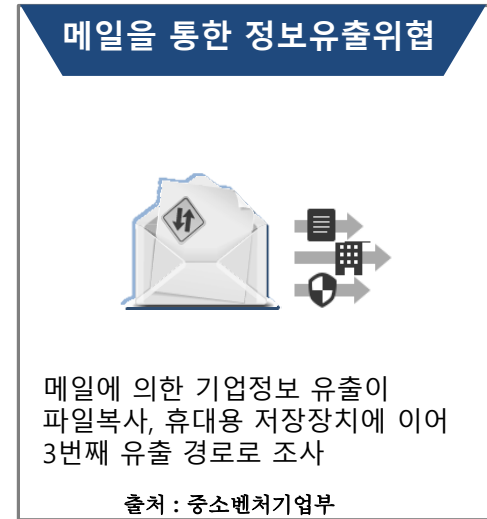 메일을 통한 정보유출위협
메일에 의한 기업정보 유출이
파일복사, 휴대용 저장장치에 이어
3번째 유출 경로로 조사
출처 : 중소벤처기업부